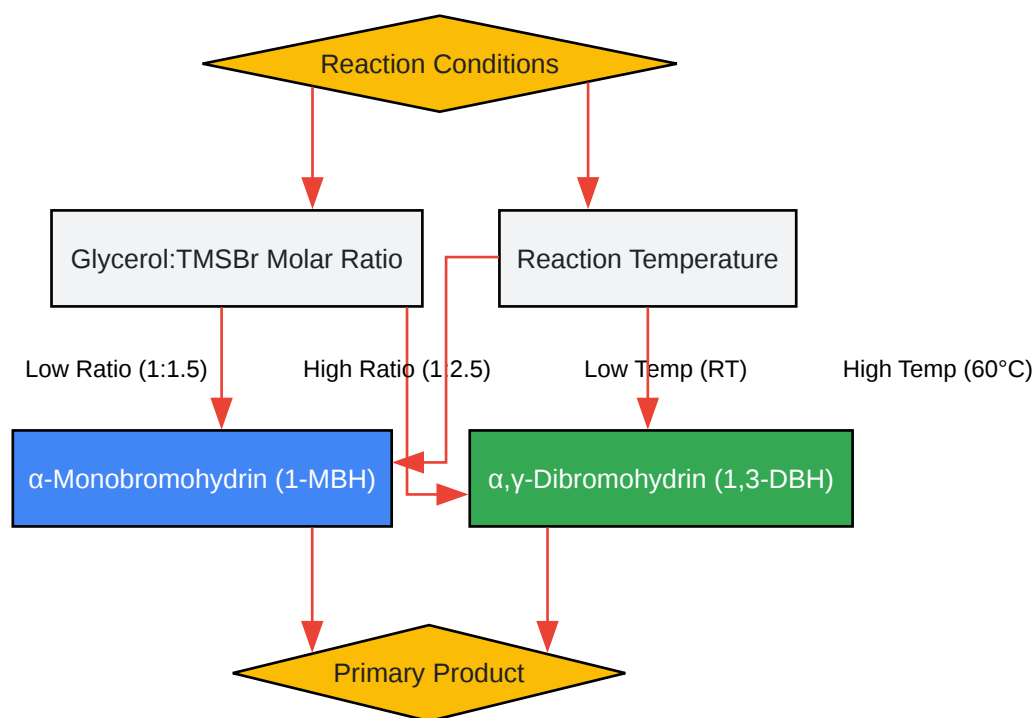 Reaction Conditions
Glycerol:TMSBr Molar Ratio
Reaction Temperature
Low Ratio (1:1.5)
High Ratio (1:2.5)
Low Temp (RT)
High Temp (60°C)
α-Monobromohydrin (1-MBH)
α,γ-Dibromohydrin (1,3-DBH)
Primary Product